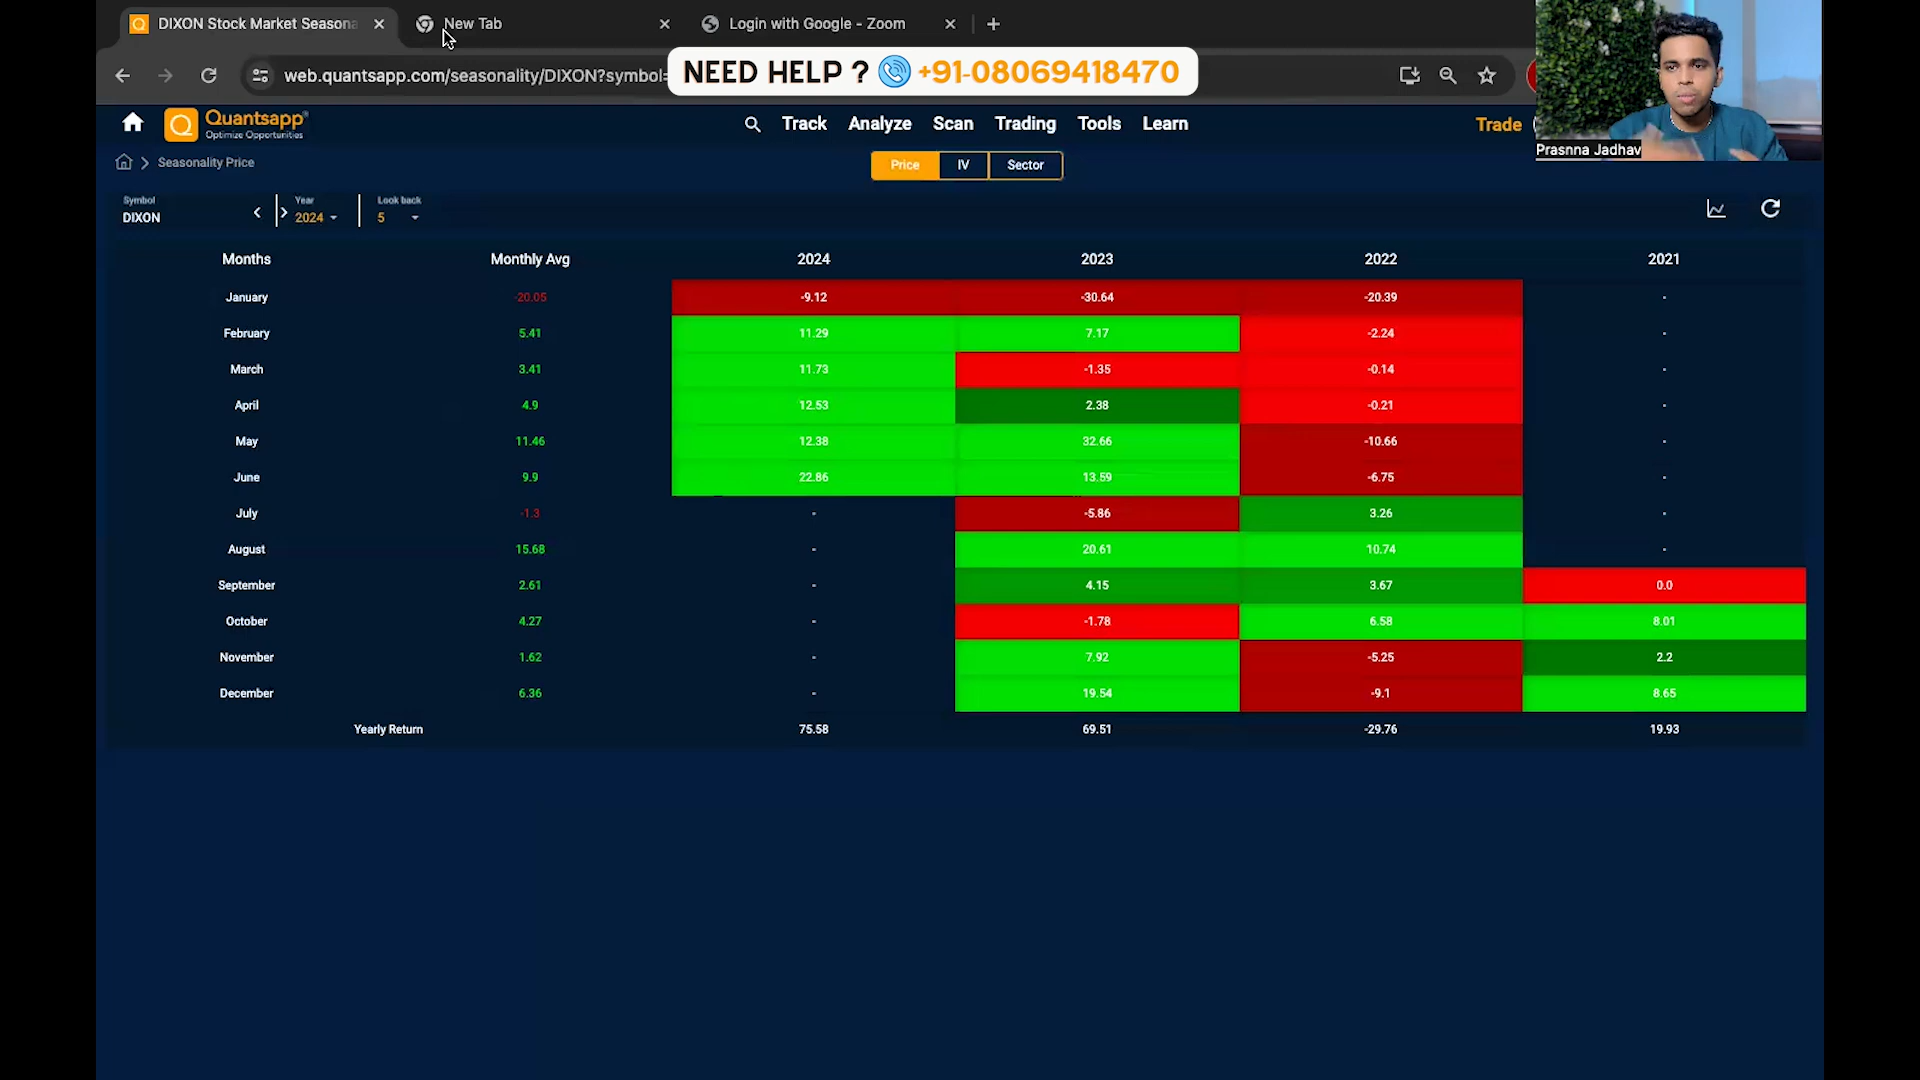 DIXON Stock Market Seasona
New Tab
Login with Google - Zoom
web.quantsapp.com/seasonality/DIXON?symbol=
NEED HELP ? +91-08069418470
Quantsapp
Optimize Opportunities
Track Analyze Scan Trading Tools Learn
Trade
Prasnna Jadhav
Seasonality Price
Price IV Sector
Symbol
DIXON
Year
2024
Look back
5
Months Monthly Avg 2024 2023 2022 2021
January -20.05 -9.12 -30.64 -20.39 -
February 5.41 11.29 7.17 -2.24 -
March 3.41 11.73 -1.35 -0.14 -
April 4.9 12.53 2.38 -0.21 -
May 11.46 12.38 32.66 -10.66 -
June 9.9 22.86 13.59 -6.75 -
July -1.3 - -5.86 3.26 -
August 15.68 - 20.61 10.74 -
September 2.61 - 4.15 3.67 0.0
October 4.27 - -1.78 6.58 8.01
November 1.62 - 7.92 -5.25 2.2
December 6.36 - 19.54 -9.1 8.65
Yearly Return 75.58 69.51 -29.76 19.93